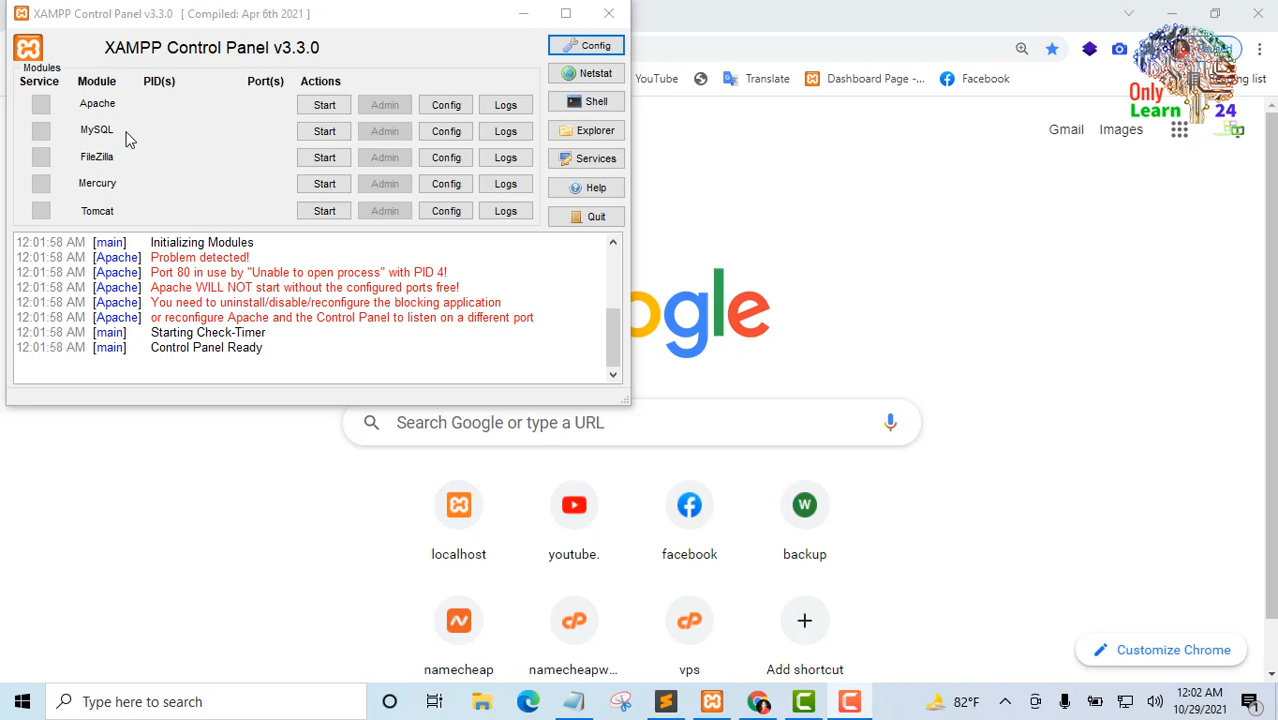 XAMPP Control Panel v3.3.0 [ Compiled: Apr 6th 2021 ]
XAMPP Control Panel v3.3.0
Config
Modules
Service Module PID(s) Port(s) Actions
Netstat
Apache Start Admin Config Logs
Shell
MySQL Start Admin Config Logs
Explorer
FileZilla Start Admin Config Logs
Services
Mercury Start Admin Config Logs
Help
Tomcat Start Admin Config Logs
Quit
12:01:58 AM [main] Initializing Modules
12:01:58 AM [Apache] Problem detected!
12:01:58 AM [Apache] Port 80 in use by "Unable to open process" with PID 4!
12:01:58 AM [Apache] Apache WILL NOT start without the configured ports free!
12:01:58 AM [Apache] You need to uninstall/disable/reconfigure the blocking application
12:01:58 AM [Apache] or reconfigure Apache and the Control Panel to listen on a different port
12:01:58 AM [main] Starting Check-Timer
12:01:58 AM [main] Control Panel Ready
YouTube Translate Dashboard Page -... Facebook
Only
Learn 24
Gmail Images
ogle
Search Google or type a URL
localhost youtube. facebook backup
W
namecheap namecheapw... vps Add shortcut
Customize Chrome
Type here to search
82°F
12:02 AM
10/29/2021